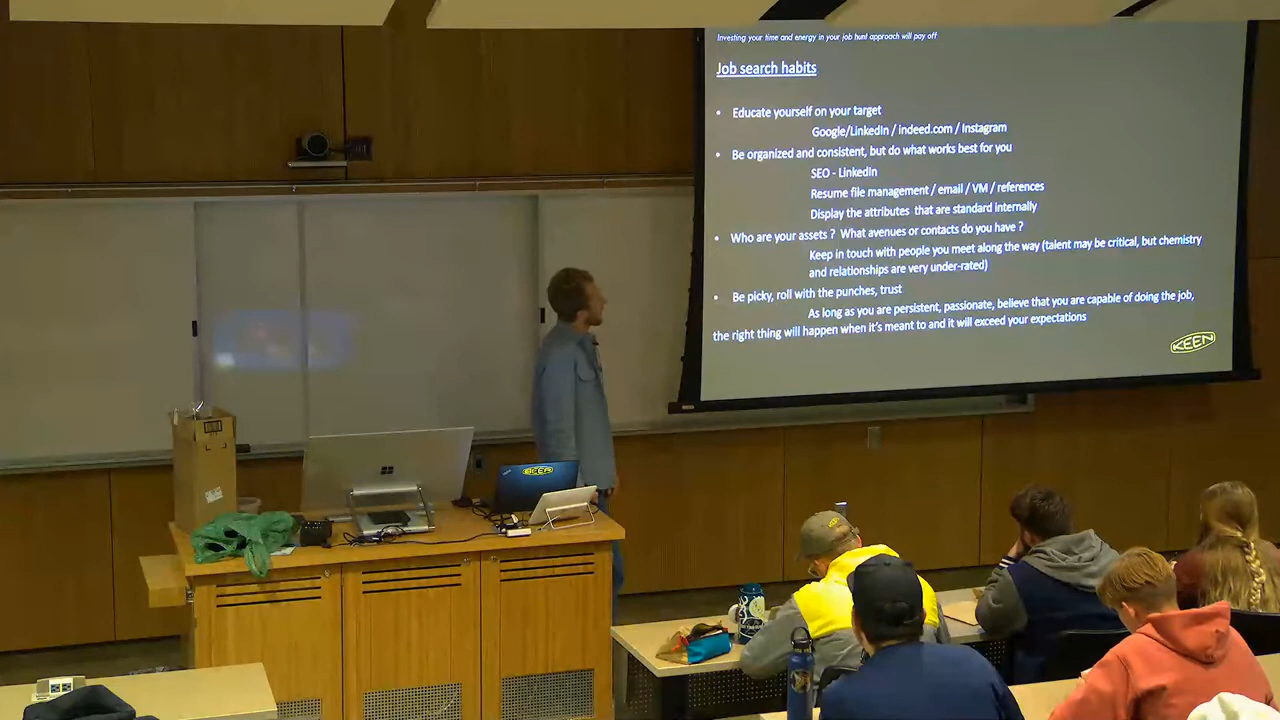 Investing your time and energy in your job hunt approach will pay off
Job search habits
• Educate yourself on your target
Google/LinkedIn / indeed.com / Instagram
• Be organized and consistent, but do what works best for you
SEO - LinkedIn
Resume file management / email / VM / references
Display the attributes that are standard internally
• Who are your assets ? What avenues or contacts do you have ?
Keep in touch with people you meet along the way (talent may be critical, but chemistry
and relationships are very under-rated)
• Be picky, roll with the punches, trust
As long as you are persistent, passionate, believe that you are capable of doing the job,
the right thing will happen when it's meant to and it will exceed your expectations
KEEN
KEEN